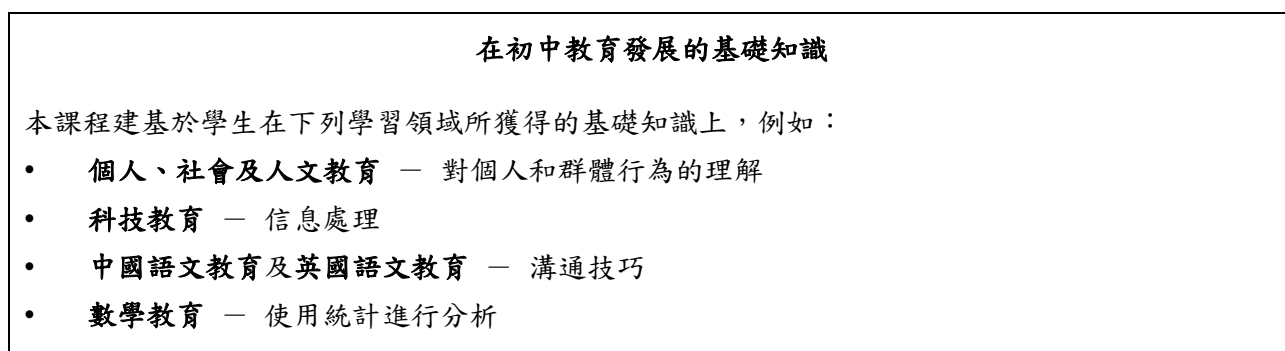 在初中教育發展的基礎知識
本課程建基於學生在下列學習領域所獲得的基礎知識上，例如：
• 個人、社會及人文教育 － 對個人和群體行為的理解
• 科技教育 － 信息處理
• 中國語文教育及英國語文教育 － 溝通技巧
• 數學教育 － 使用統計進行分析